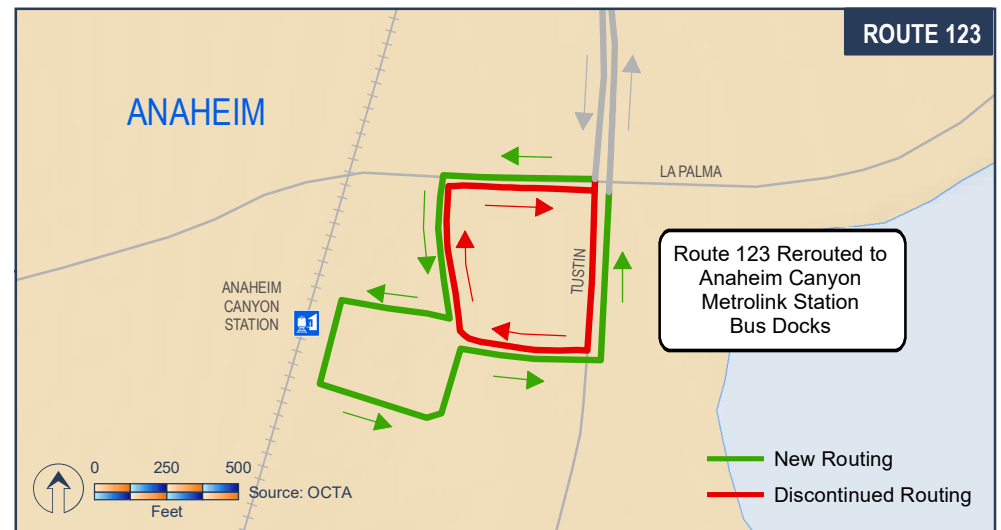 ROUTE 123
ANAHEIM
LA PALMA
TUSTIN
Route 123 Rerouted to
Anaheim Canyon
Metrolink Station
Bus Docks
ANAHEIM
CANYON
STATION
0 250 500
Feet
Source: OCTA
New Routing
Discontinued Routing